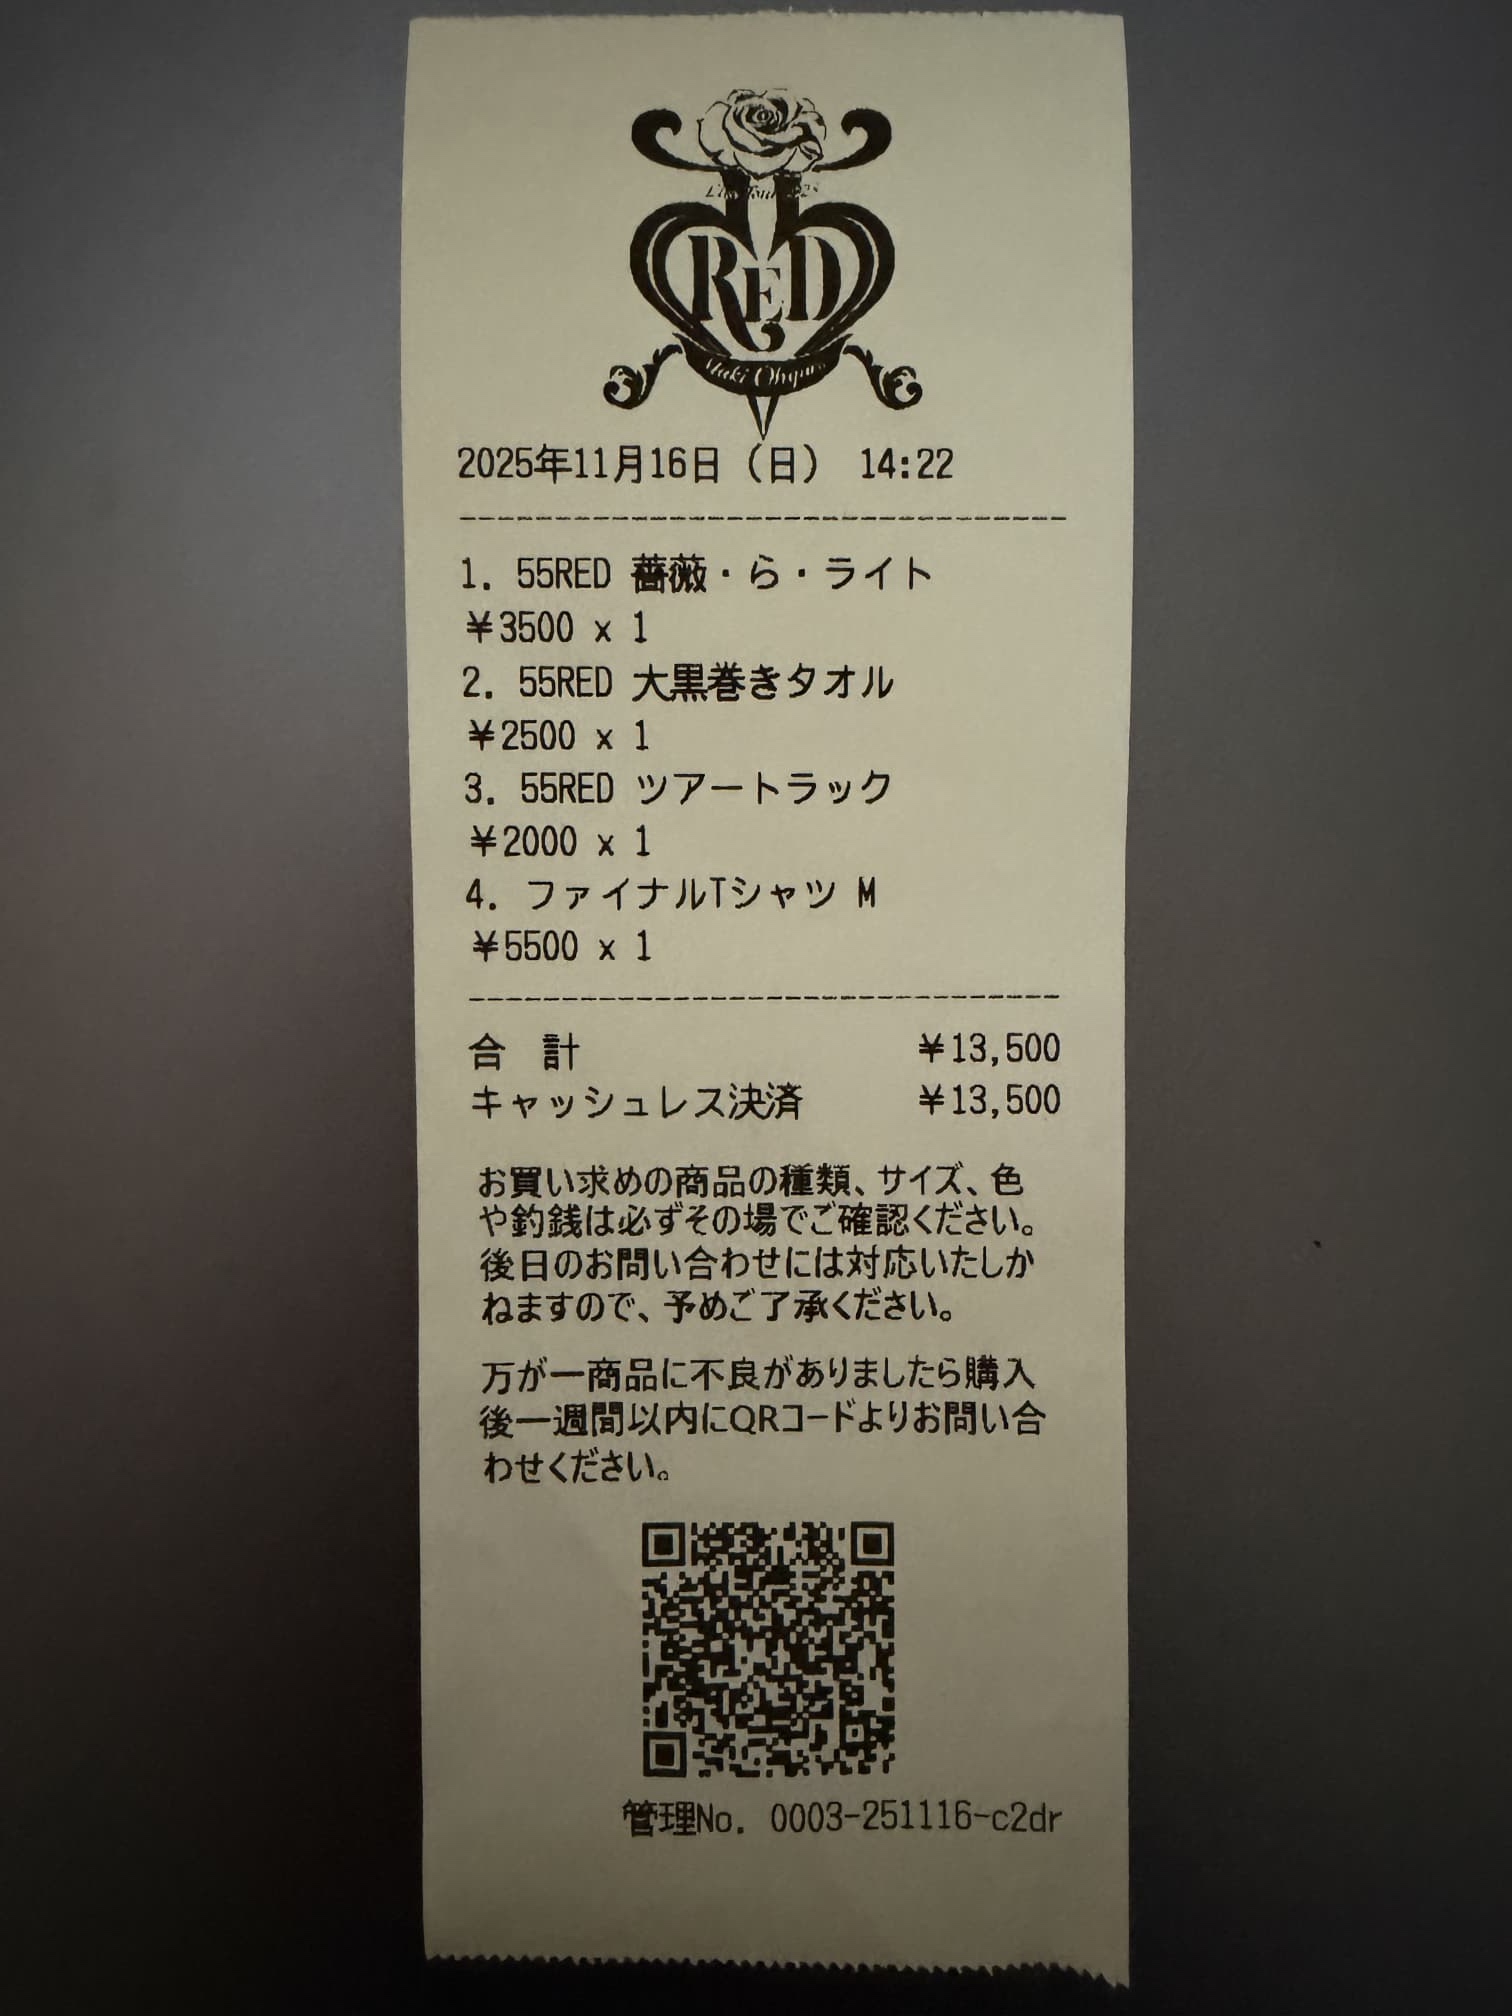 RED
2025年11月16日（日） 14:22
1. 55RED 薔薇・ら・ライト
¥3500 x 1
2. 55RED 大黒巻きタオル
¥2500 x 1
3. 55RED ツアートラック
¥2000 x 1
4. ファイナルTシャツ M
¥5500 x 1
合 計 ¥13,500
キャッシュレス決済 ¥13,500
お買い求めの商品の種類、サイズ、色
や釣銭は必ずその場でご確認ください。
後日のお問い合わせには対応いたしか
ねますので、予めご了承ください。
万が一商品に不良がありましたら購入
後一週間以内にQRコードよりお問い合
わせください。
管理No. 0003-251116-c2dr